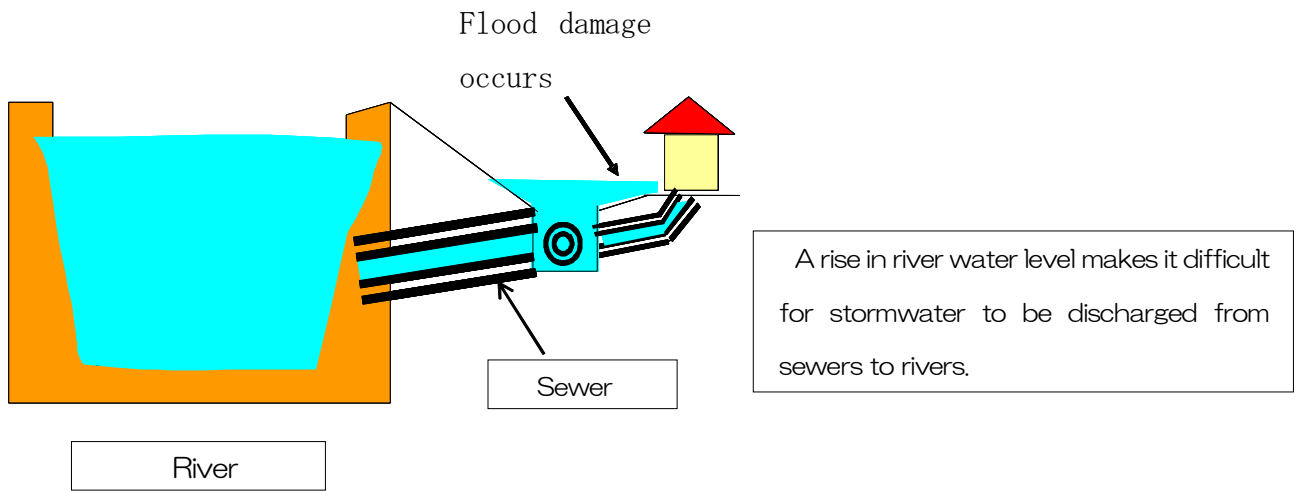 Flood damage
occurs
A rise in river water level makes it difficult
for stormwater to be discharged from
sewers to rivers.
Sewer
River